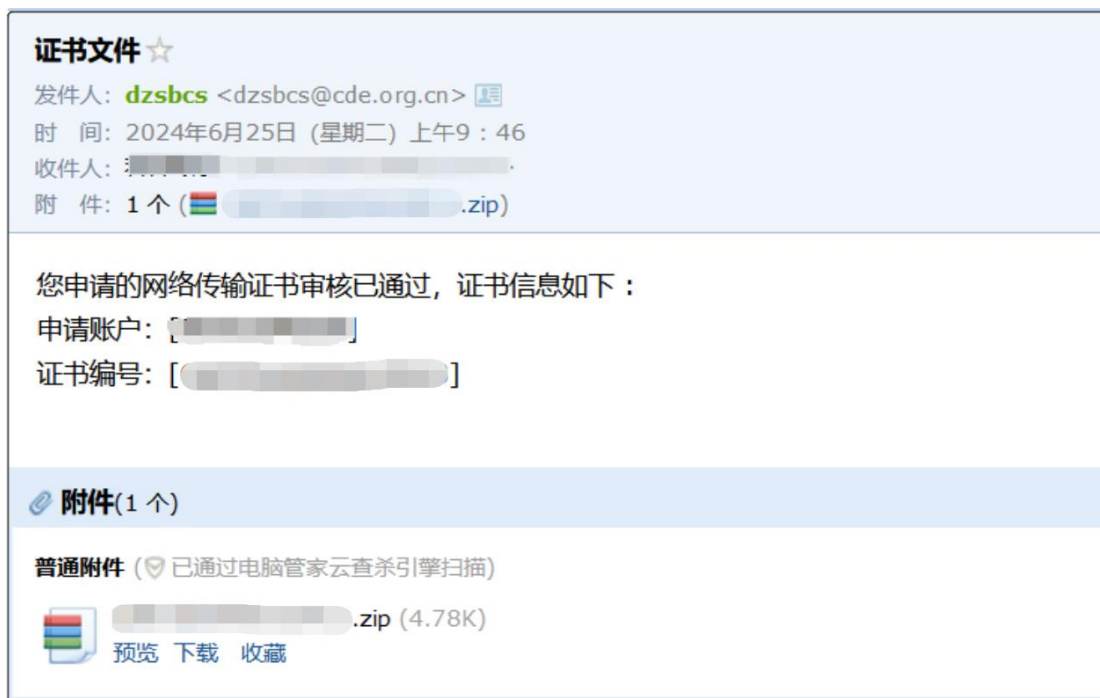 证书文件
发件人：dzsbcs <dzsbcs@cde.org.cn>
时 间：2024年6月25日 (星期二) 上午9：46
收件人：
附 件：1 个 ( .zip)
您申请的网络传输证书审核已通过，证书信息如下：
申请账户：[ ]
证书编号：[ ]
附件(1 个)
普通附件 (已通过电脑管家云查杀引擎扫描)
.zip (4.78K)
预览 下载 收藏